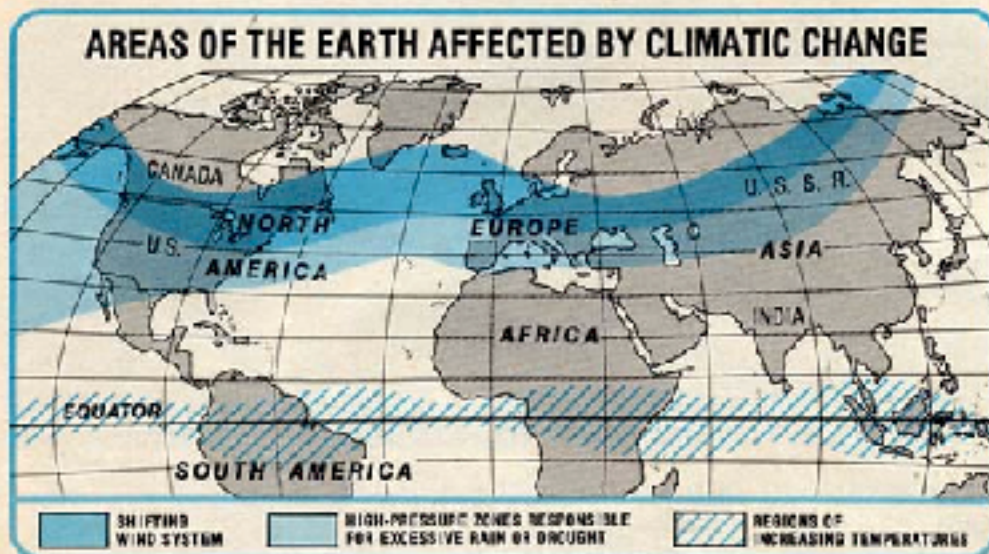 AREAS OF THE EARTH AFFECTED BY CLIMATIC CHANGE
CANADA
U. S. S. R.
NORTH
EUROPE
U.S.
ASIA
AMERICA
INDIA
AFRICA
EQUATOR
SOUTH AMERICA
SHIFTING
WIND SYSTEM
HIGH-PRESSURE ZONES RESPONSIBLE
FOR EXCESSIVE RAIN OR DROUGHT
REGIONS OF
INCREASING TEMPERATURES